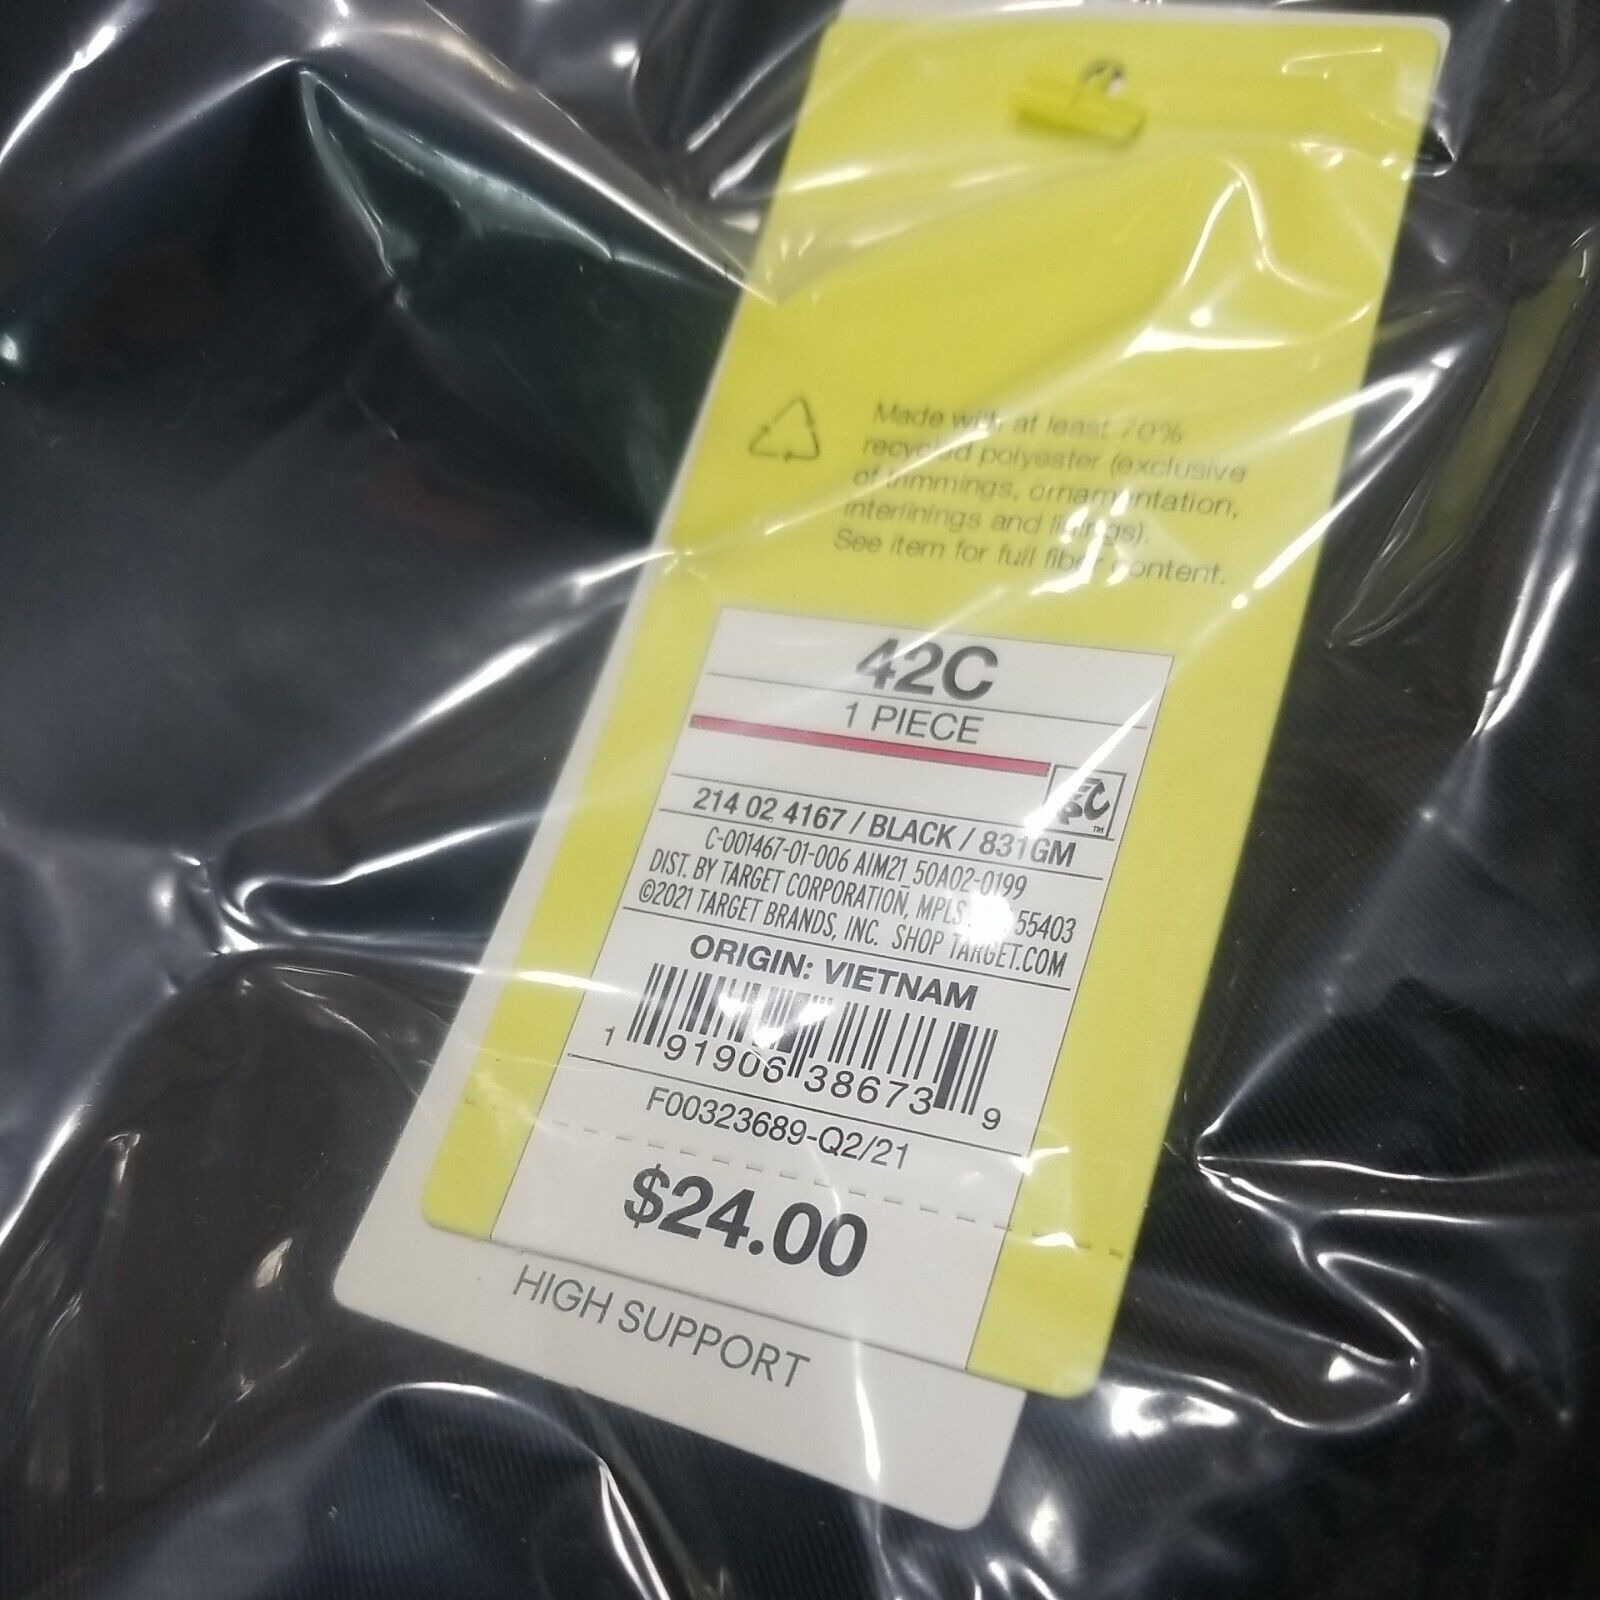 Made with at least 70%
recycled polyester (exclusive
of trimmings, ornamentation,
interlinings and linings).
See item for full fiber content.
42C
1 PIECE
214 02 4167 / BLACK / 831GM
C-001467-01-006 AIM21 50A02-0199
DIST. BY TARGET CORPORATION, MPLS, 55403
©2021 TARGET BRANDS, INC. SHOP TARGET.COM
ORIGIN: VIETNAM
1 91906 38673 9
F00323689-Q2/21
$24.00
HIGH SUPPORT